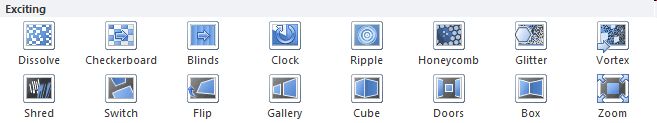 Exciting
Dissolve Checkerboard Blinds Clock Ripple Honeycomb Glitter Vortex
Shred Switch Flip Gallery Cube Doors Box Zoom